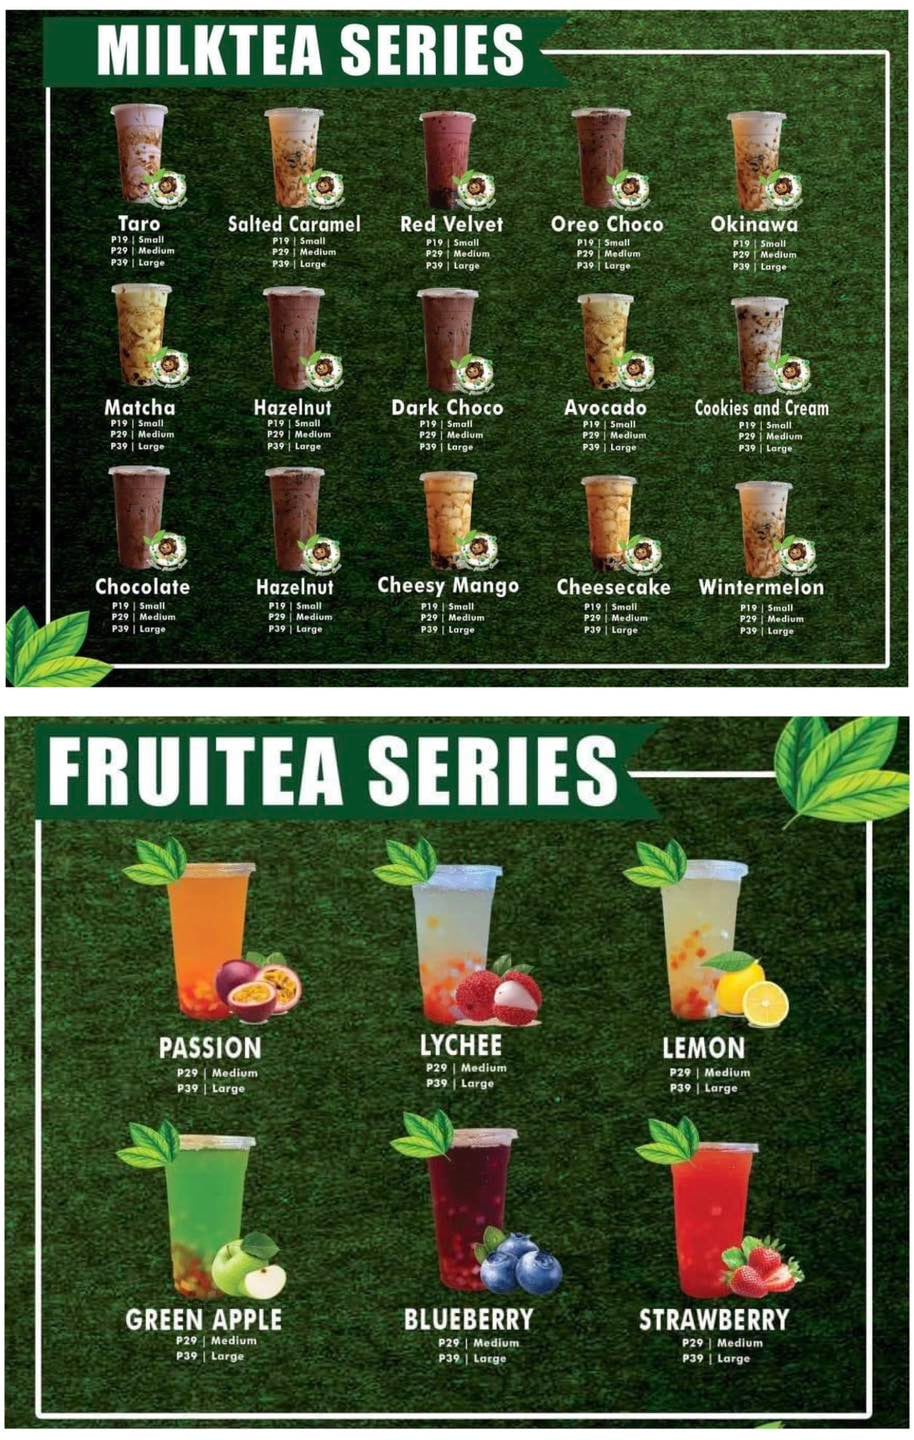 MILKTEA SERIES
Taro
P19 | Small
P29 | Medium
P39 | Large
Salted Caramel
P19 | Small
P29 | Medium
P39 | Large
Red Velvet
P19 | Small
P29 | Medium
P39 | Large
Oreo Choco
P19 | Small
P29 | Medium
P39 | Large
Okinawa
P19 | Small
P29 | Medium
P39 | Large
Matcha
P19 | Small
P29 | Medium
P39 | Large
Hazelnut
P19 | Small
P29 | Medium
P39 | Large
Dark Choco
P19 | Small
P29 | Medium
P39 | Large
Avocado
P19 | Small
P29 | Medium
P39 | Large
Cookies and Cream
P19 | Small
P29 | Medium
P39 | Large
Chocolate
P19 | Small
P29 | Medium
P39 | Large
Hazelnut
P19 | Small
P29 | Medium
P39 | Large
Cheesy Mango
P19 | Small
P29 | Medium
P39 | Large
Cheesecake
P19 | Small
P29 | Medium
P39 | Large
Wintermelon
P19 | Small
P29 | Medium
P39 | Large
FRUITEA SERIES
PASSION
P29 | Medium
P39 | Large
LYCHEE
P29 | Medium
P39 | Large
LEMON
P29 | Medium
P39 | Large
GREEN APPLE
P29 | Medium
P39 | Large
BLUEBERRY
P29 | Medium
P39 | Large
STRAWBERRY
P29 | Medium
P39 | Large